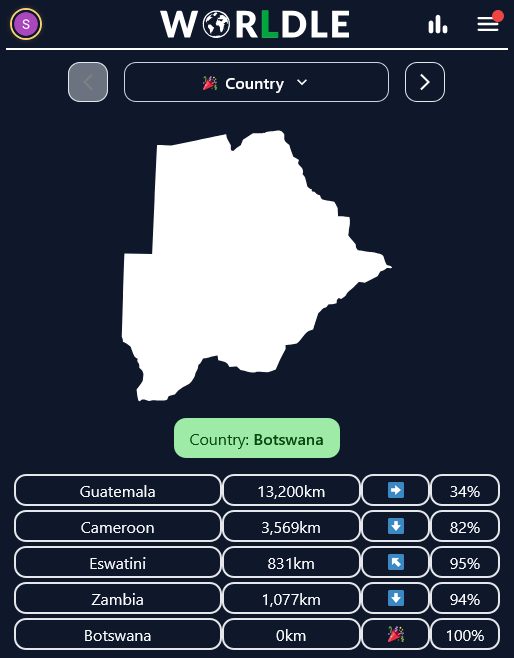 S
WORLDLE
🎉 Country
Country: Botswana
Guatemala 13,200km ➡️ 34%
Cameroon 3,569km ⬇️ 82%
Eswatini 831km ↖️ 95%
Zambia 1,077km ⬇️ 94%
Botswana 0km 🎉 100%